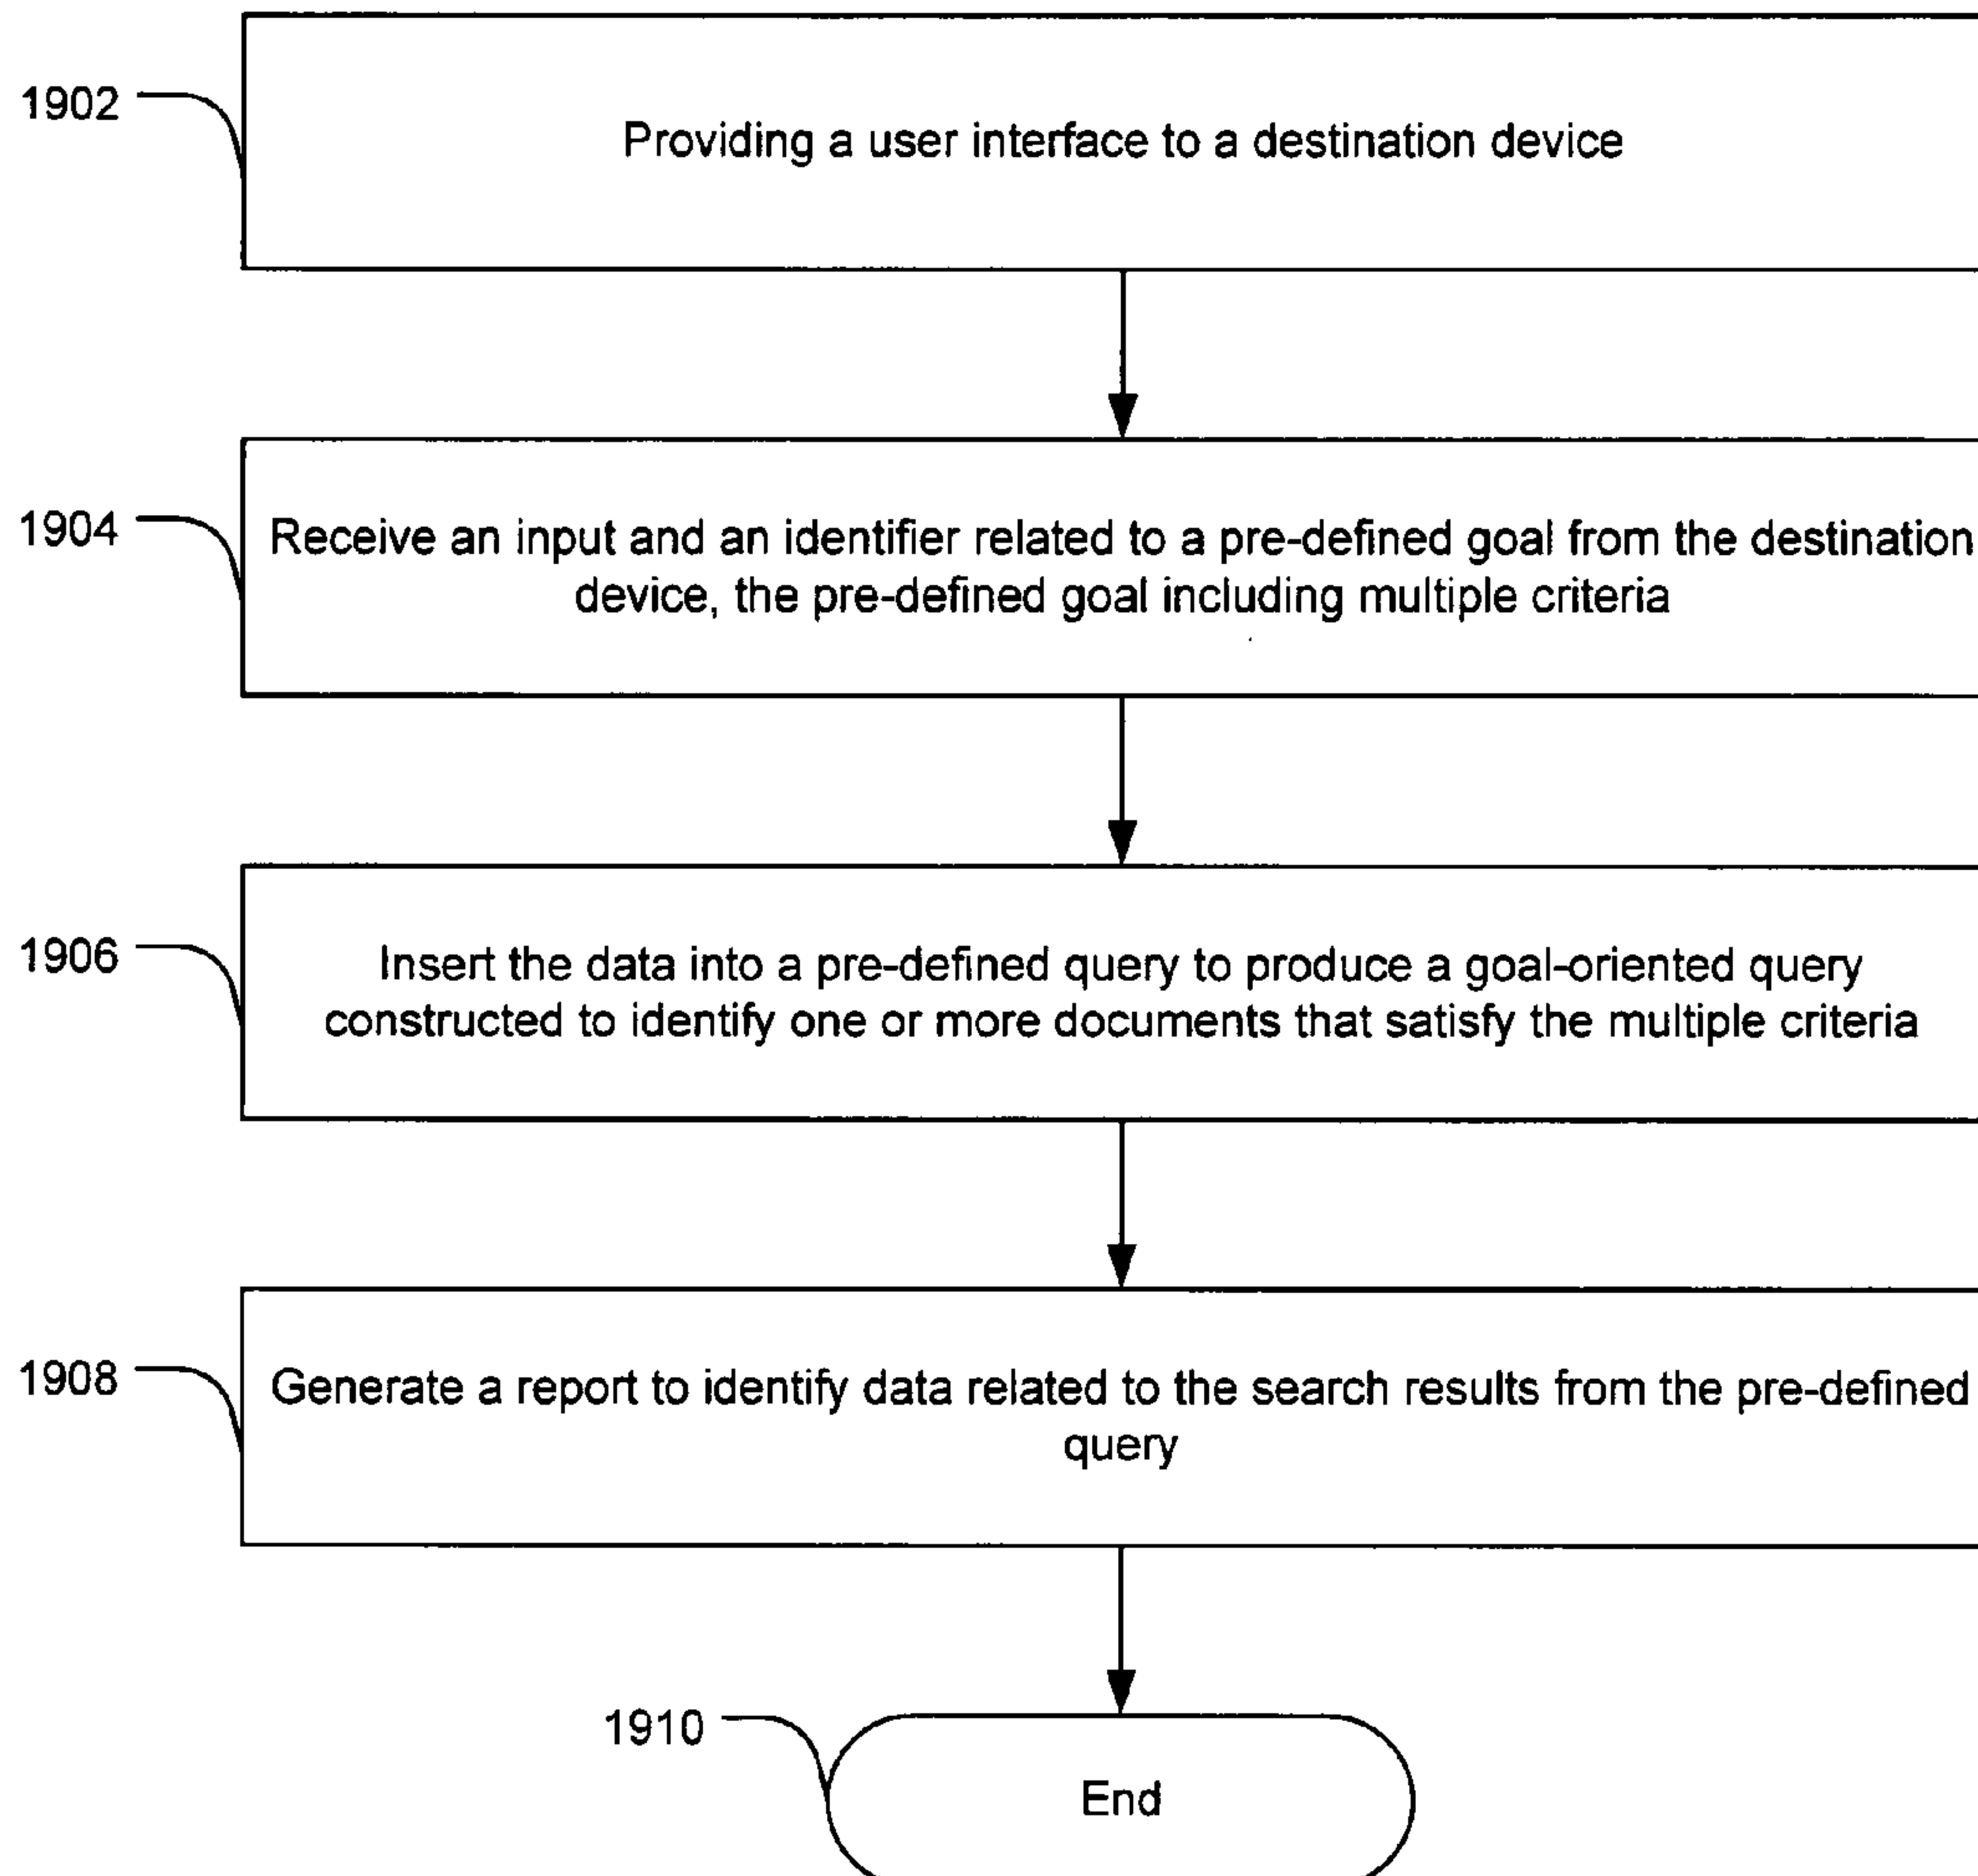 1902
Providing a user interface to a destination device
1904
Receive an input and an identifier related to a pre-defined goal from the destination
device, the pre-defined goal including multiple criteria
1906
Insert the data into a pre-defined query to produce a goal-oriented query
constructed to identify one or more documents that satisfy the multiple criteria
1908
Generate a report to identify data related to the search results from the pre-defined
query
1910
End